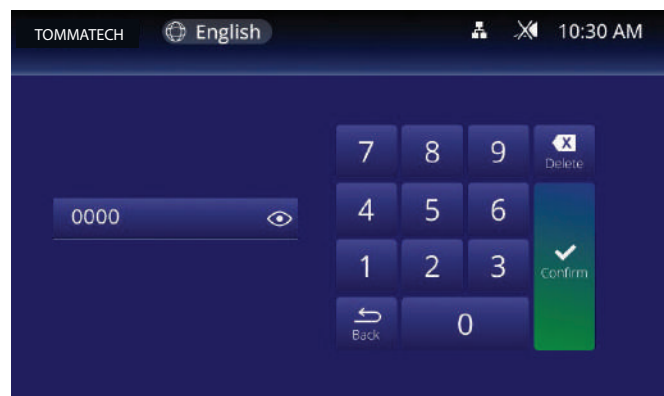 TOMMATECH English 10:30 AM
7 8 9 Delete
0000
4 5 6
1 2 3 Confirm
Back 0